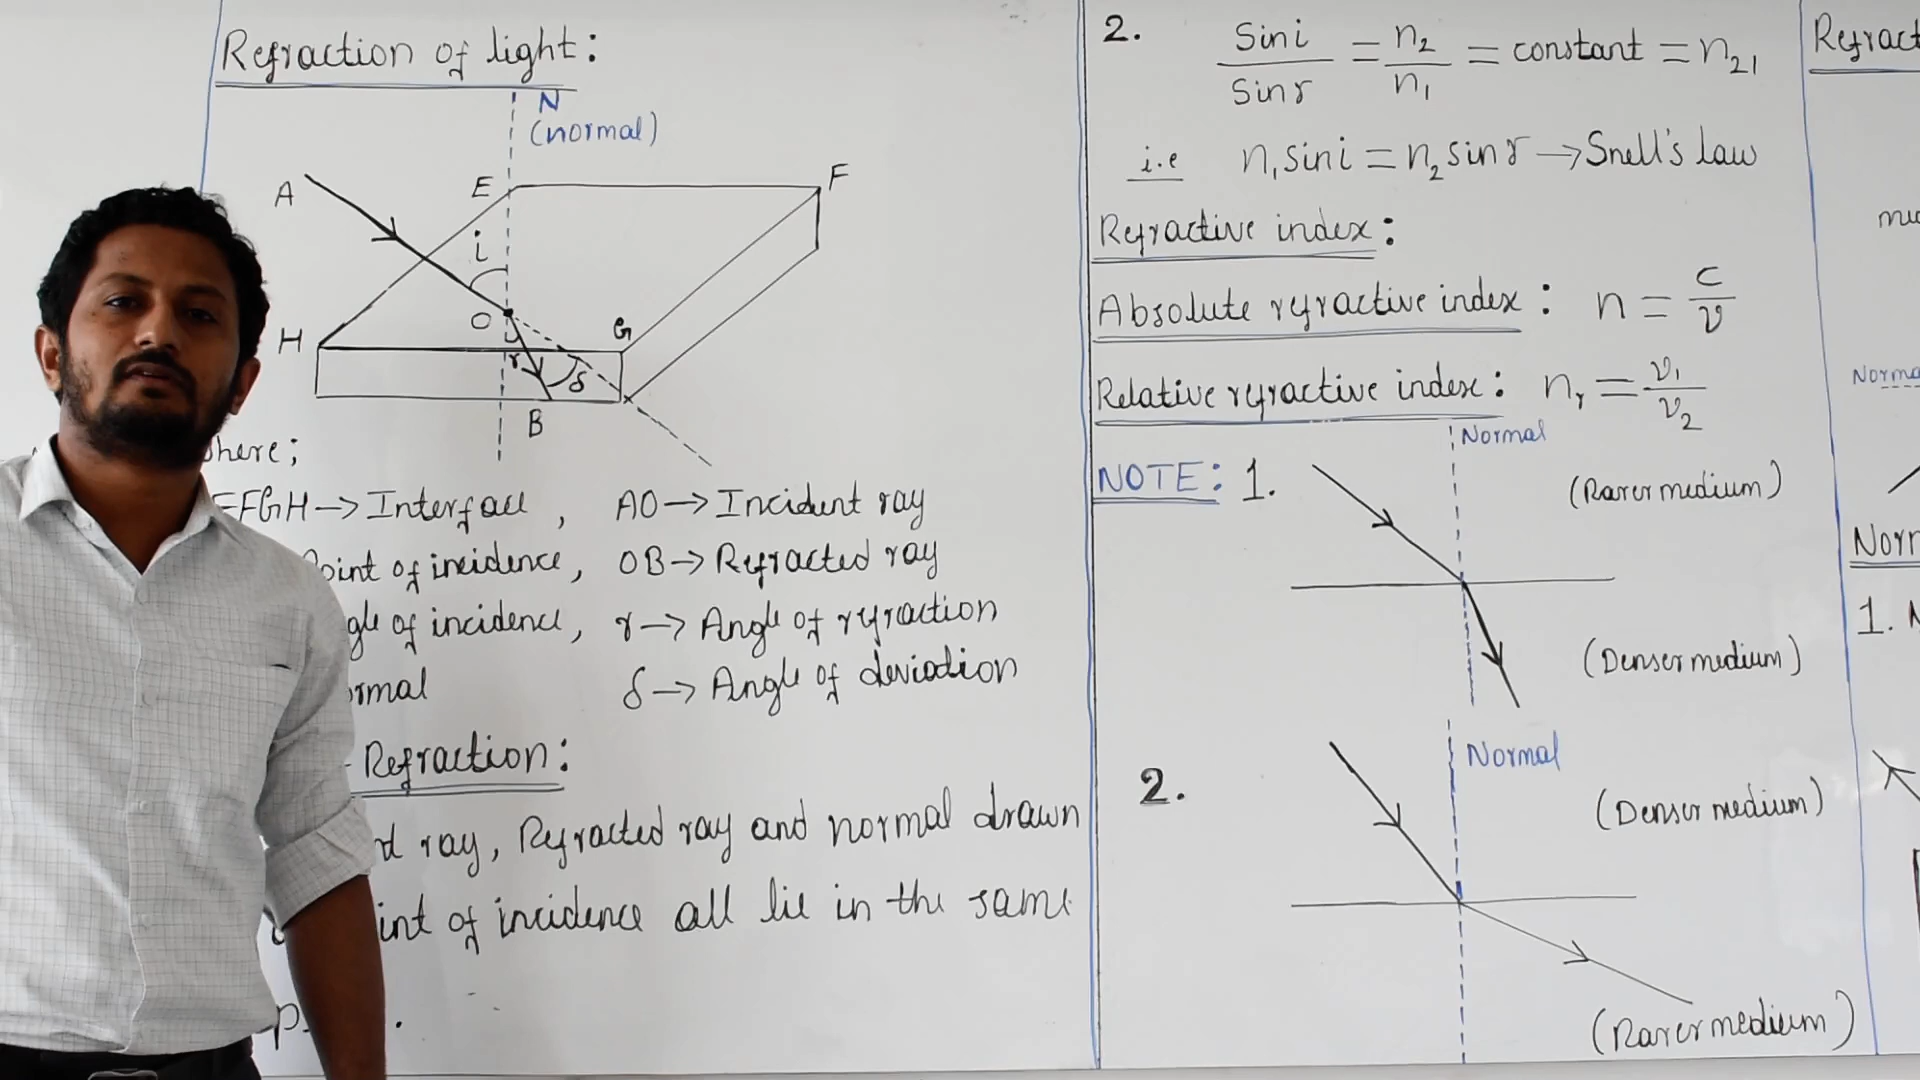 Refraction of light:
N
(normal)
A
E
F
i
O
G
H
r
δ
B
here;
EFGH → Interface, AO → Incident ray
Point of incidence, OB → Refracted ray
gle of incidence, r → Angle of refraction
ormal δ → Angle of deviation
Refraction:
d ray, Refracted ray and normal drawn
int of incidence all lie in the same
2. Sin i / Sin r = n₂/n₁ = constant = n₂₁
i.e n₁ sin i = n₂ sin r → Snell's law
Refractive index:
Absolute refractive index: n = c/v
Relative refractive index: nᵣ = v₁/v₂
Normal
NOTE: 1. (Rarer medium)
(Denser medium)
2. Normal
(Denser medium)
(Rarer medium)
Refract
Norma
Norm
1.